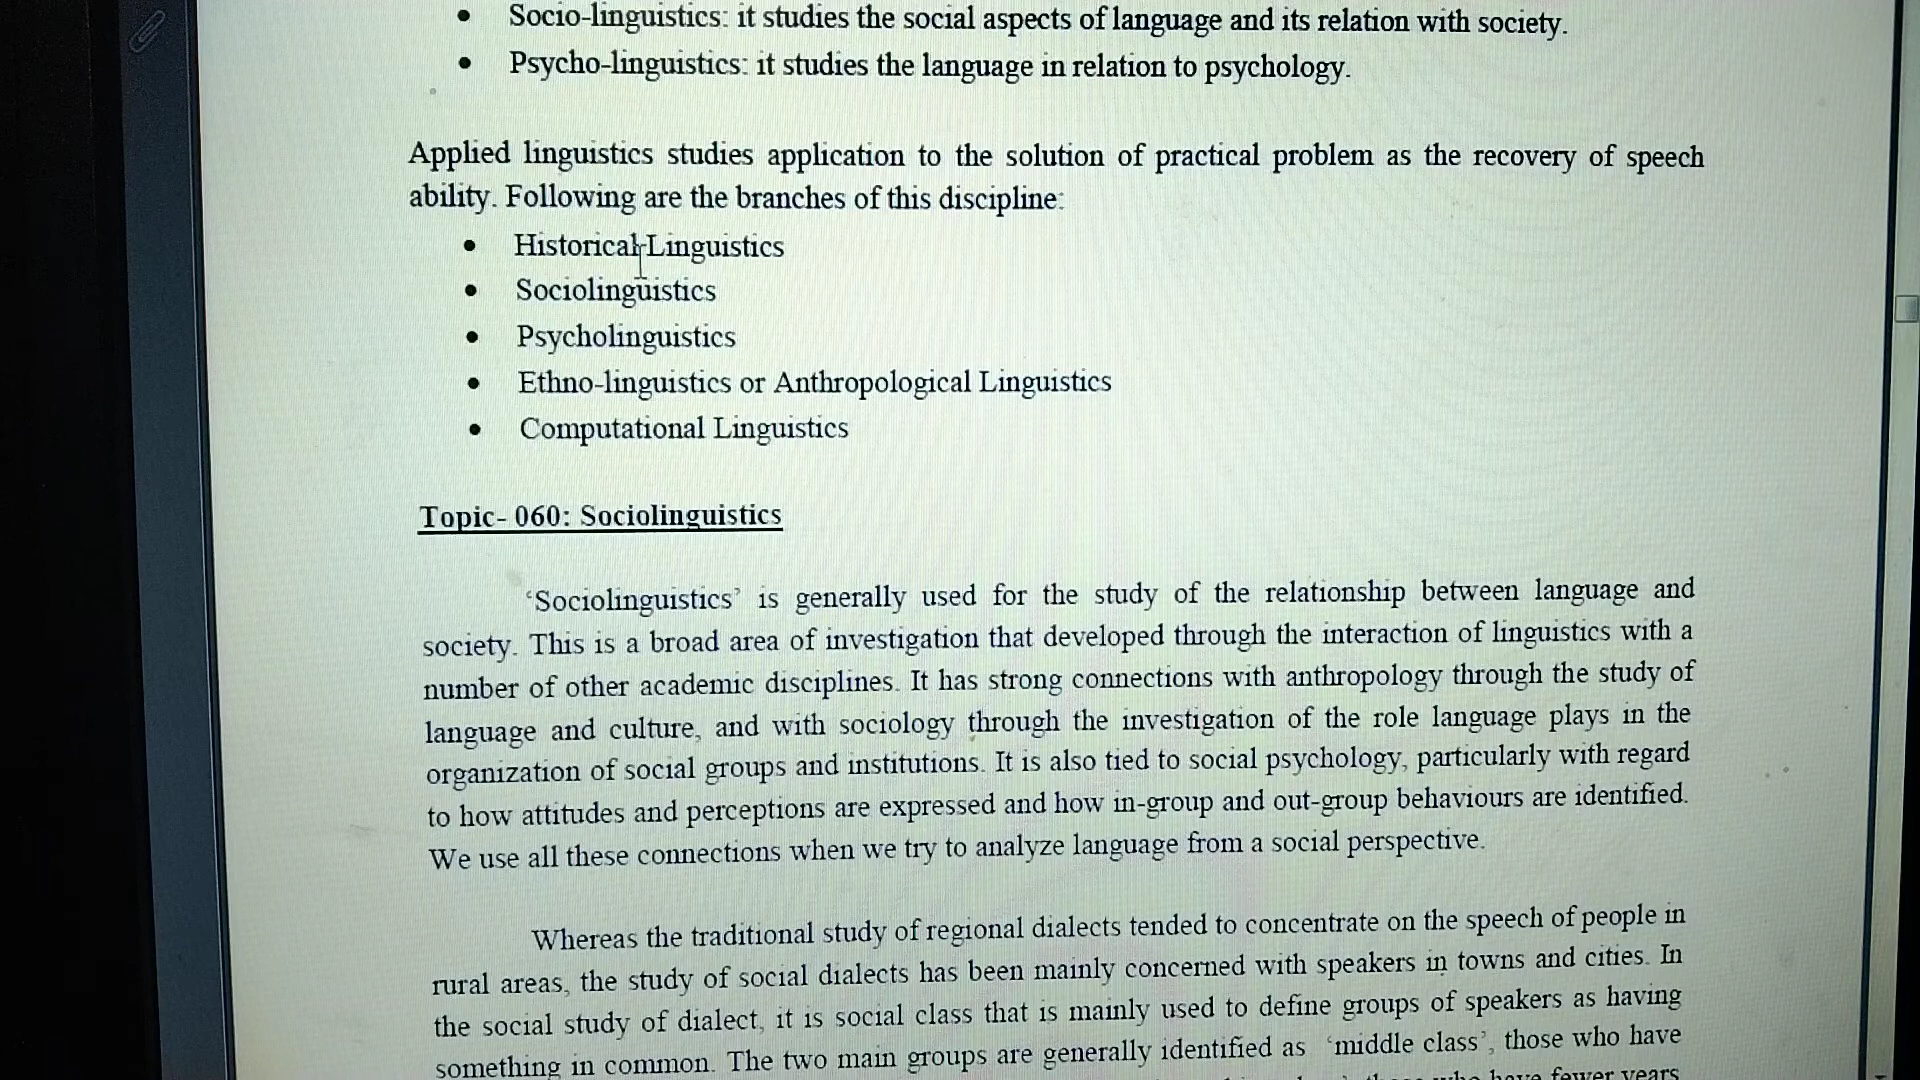 • Socio-linguistics: it studies the social aspects of language and its relation with society.
• Psycho-linguistics: it studies the language in relation to psychology.
Applied linguistics studies application to the solution of practical problem as the recovery of speech
ability. Following are the branches of this discipline:
• Historical Linguistics
• Sociolinguistics
• Psycholinguistics
• Ethno-linguistics or Anthropological Linguistics
• Computational Linguistics
Topic- 060: Sociolinguistics
‘Sociolinguistics’ is generally used for the study of the relationship between language and
society. This is a broad area of investigation that developed through the interaction of linguistics with a
number of other academic disciplines. It has strong connections with anthropology through the study of
language and culture, and with sociology through the investigation of the role language plays in the
organization of social groups and institutions. It is also tied to social psychology, particularly with regard
to how attitudes and perceptions are expressed and how in-group and out-group behaviours are identified.
We use all these connections when we try to analyze language from a social perspective.
Whereas the traditional study of regional dialects tended to concentrate on the speech of people in
rural areas, the study of social dialects has been mainly concerned with speakers in towns and cities. In
the social study of dialect, it is social class that is mainly used to define groups of speakers as having
something in common. The two main groups are generally identified as ‘middle class’, those who have
who have fewer years